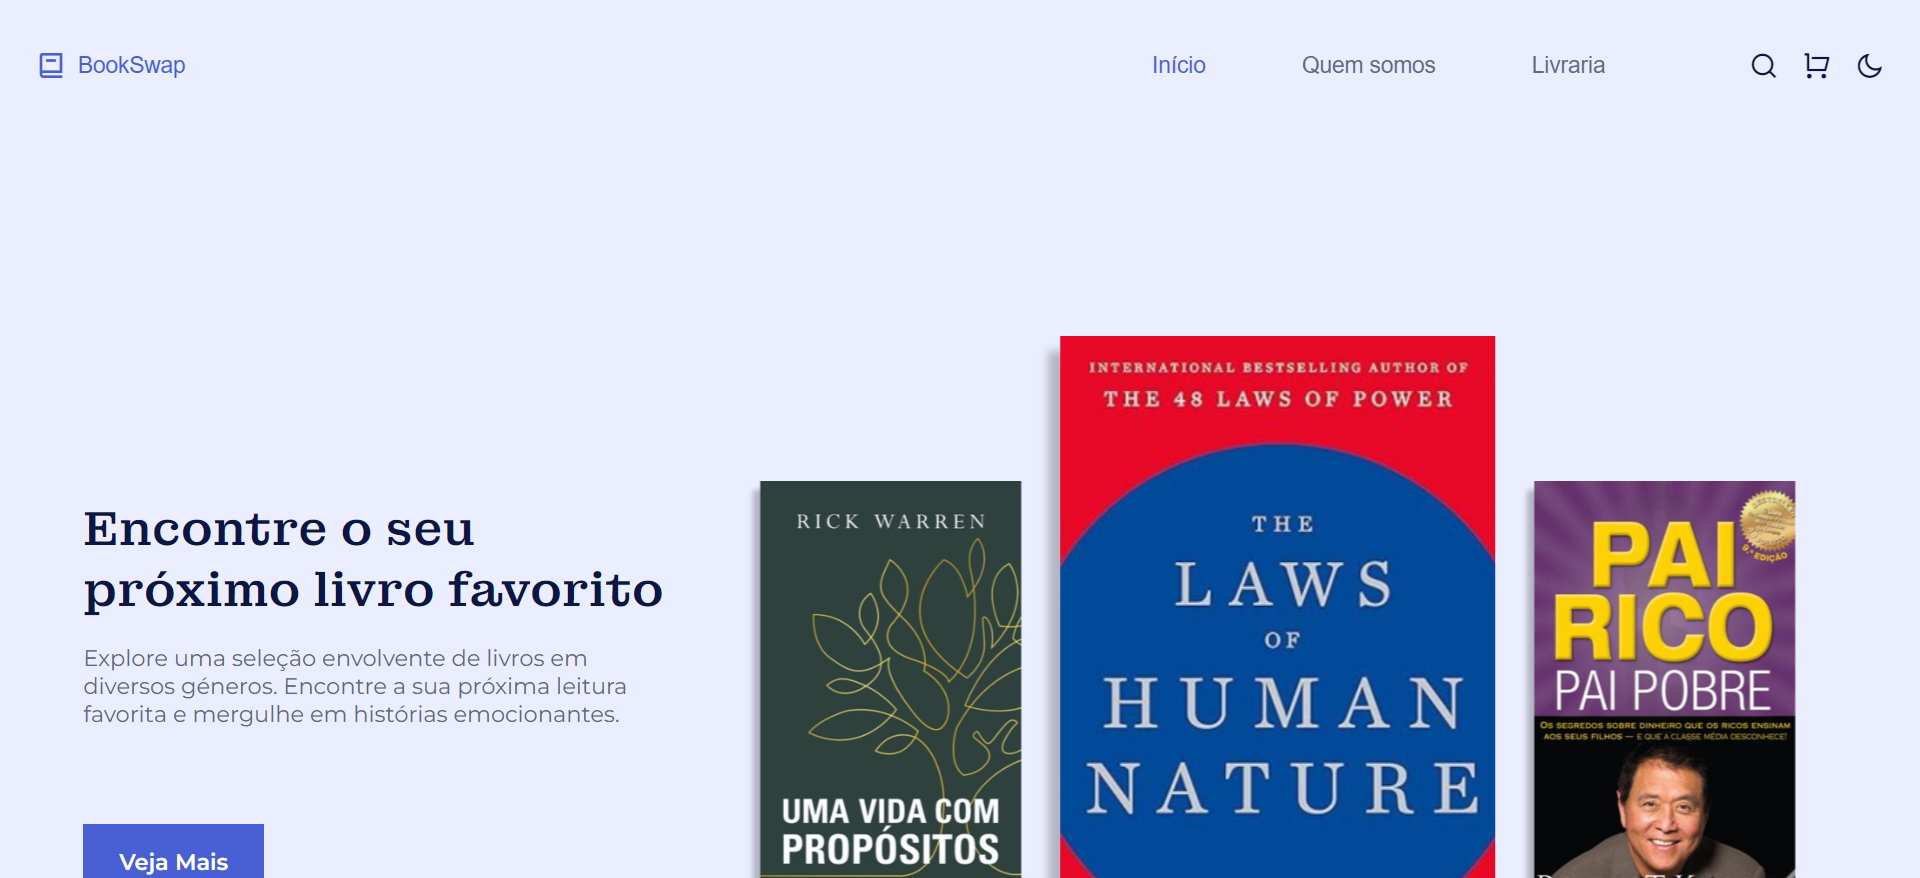 BookSwap
Início
Quem somos
Livraria
Encontre o seu
próximo livro favorito
Explore uma seleção envolvente de livros em
diversos géneros. Encontre a sua próxima leitura
favorita e mergulhe em histórias emocionantes.
Veja Mais
RICK WARREN
UMA VIDA COM
PROPÓSITOS
INTERNATIONAL BESTSELLING AUTHOR OF
THE 48 LAWS OF POWER
THE
LAWS
OF
HUMAN
NATURE
9.ª EDIÇÃO
PAI
RICO
PAI POBRE
OS SEGREDOS SOBRE DINHEIRO QUE OS RICOS ENSINAM
AOS SEUS FILHOS — E QUE A CLASSE MÉDIA DESCONHECE!